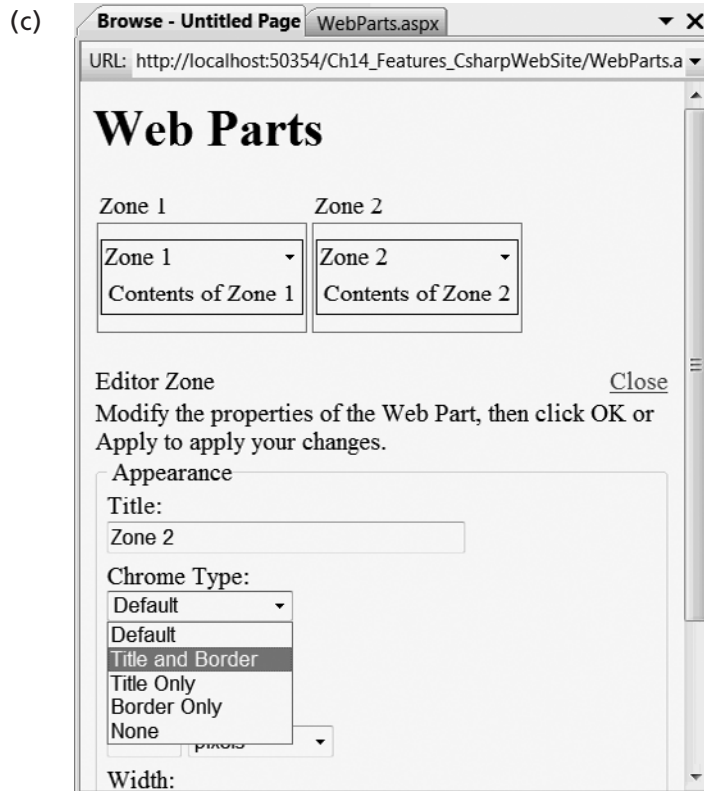 (c)
Browse - Untitled Page WebParts.aspx
URL: http://localhost:50354/Ch14_Features_CsharpWebSite/WebParts.a
Web Parts
Zone 1 Zone 2
Zone 1 Zone 2
Contents of Zone 1 Contents of Zone 2
Editor Zone Close
Modify the properties of the Web Part, then click OK or
Apply to apply your changes.
Appearance
Title:
Zone 2
Chrome Type:
Default
Default
Title and Border
Title Only
Border Only
None
pixels
Width: